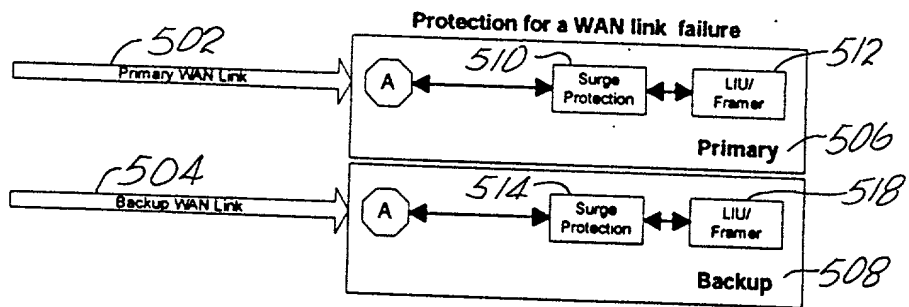 Protection for a WAN link failure
502
Primary WAN Link
A
510
Surge
Protection
512
LIU/
Framer
Primary
506
504
Backup WAN Link
A
514
Surge
Protection
518
LIU/
Framer
Backup
508